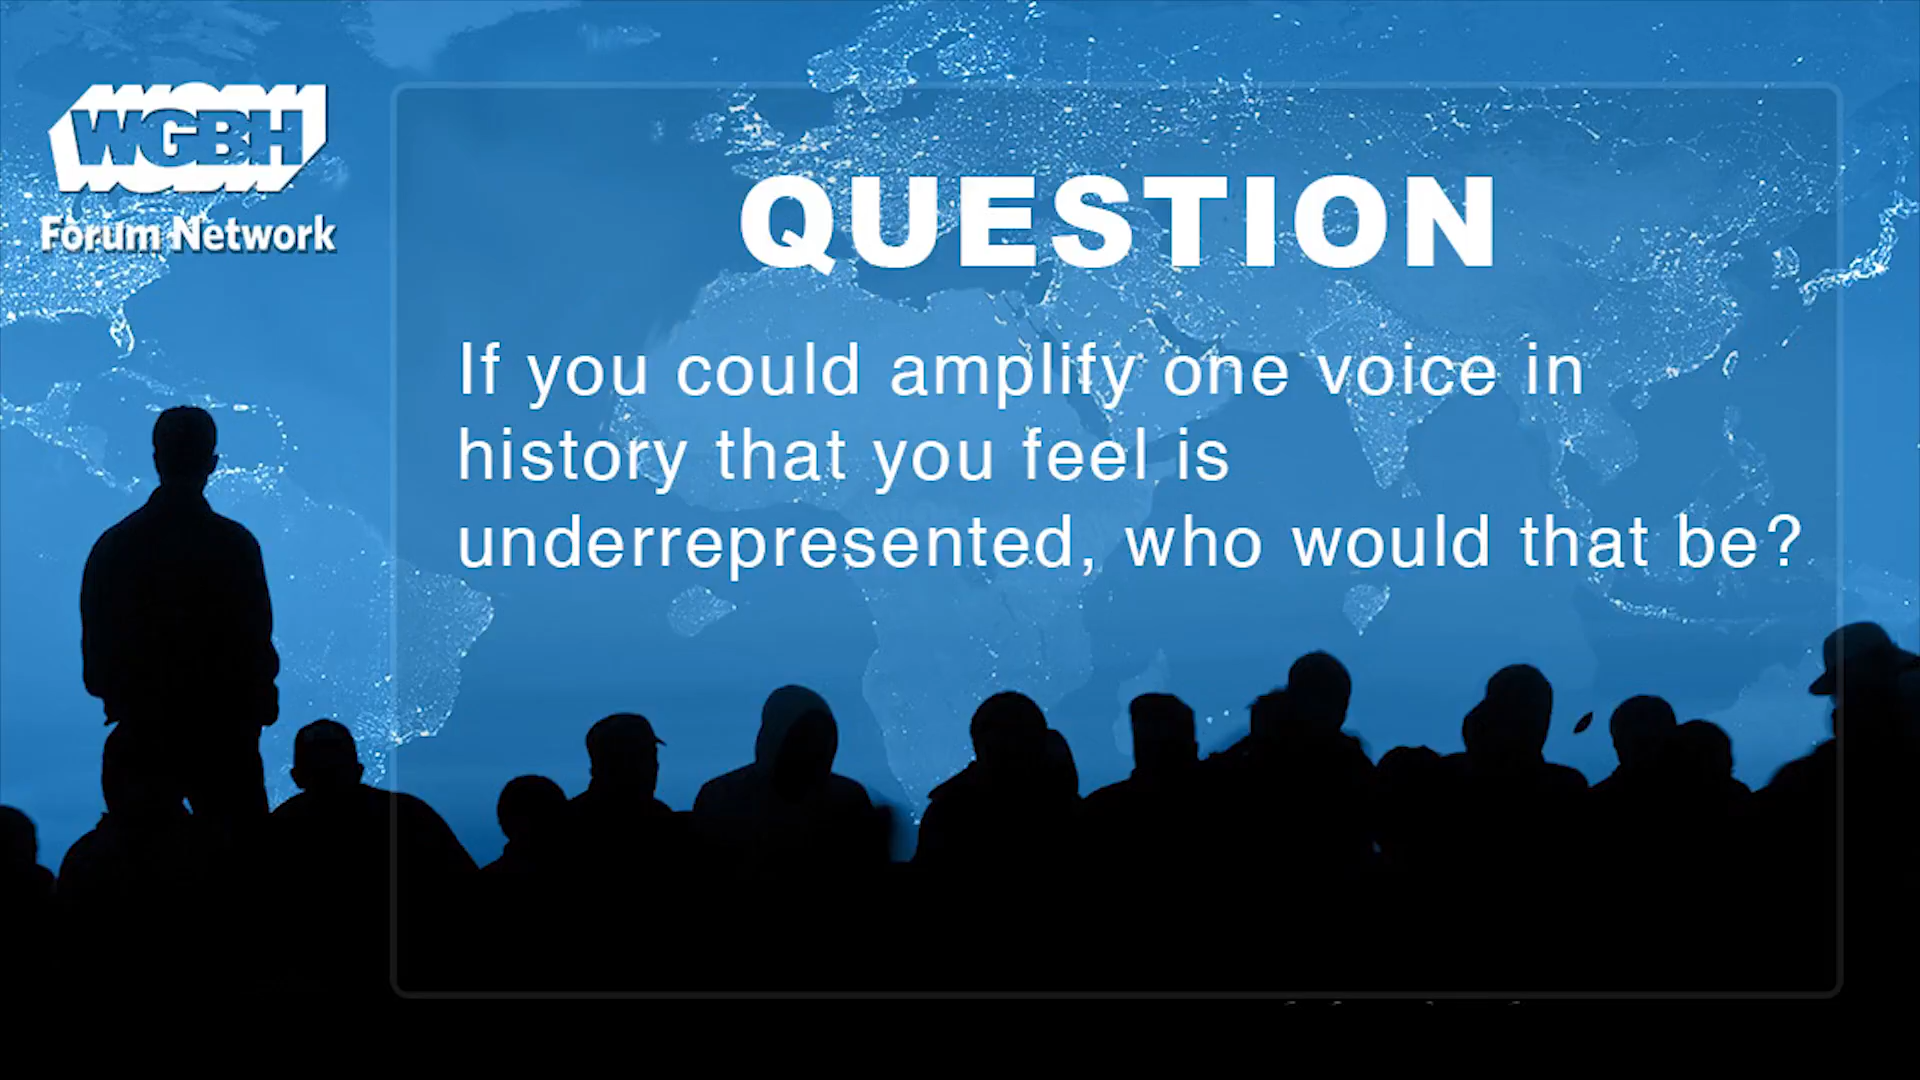 WGBH
Forum Network
QUESTION
If you could amplify one voice in
history that you feel is
underrepresented, who would that be?